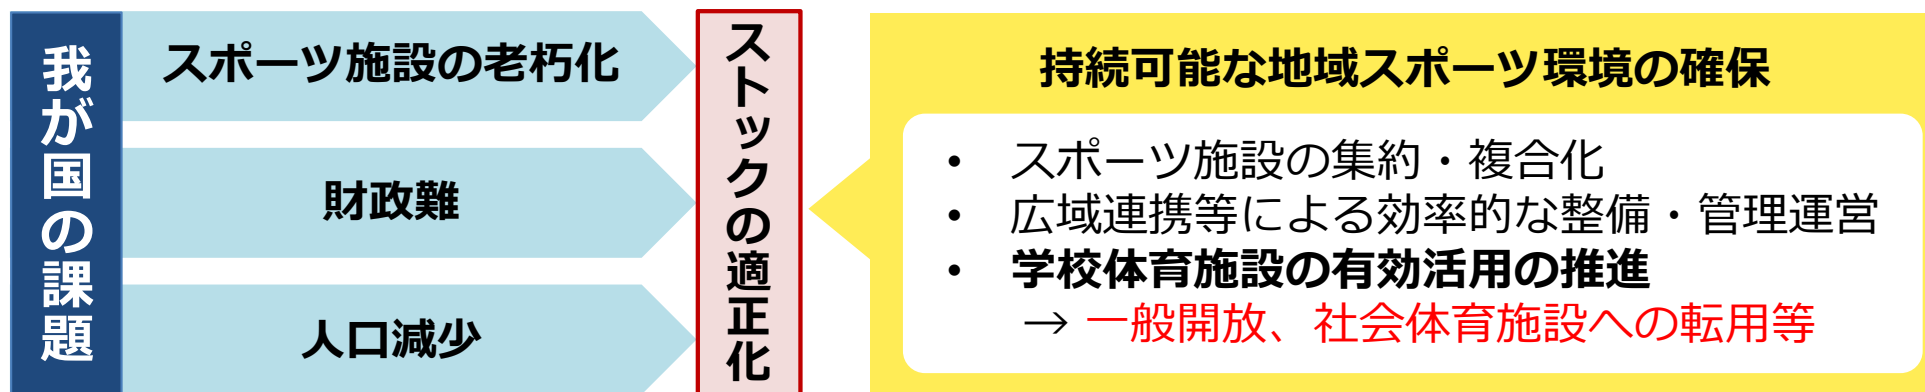 我が国の課題
スポーツ施設の老朽化
財政難
人口減少
ストックの適正化
持続可能な地域スポーツ環境の確保
• スポーツ施設の集約・複合化
• 広域連携等による効率的な整備・管理運営
• 学校体育施設の有効活用の推進
→ 一般開放、社会体育施設への転用等